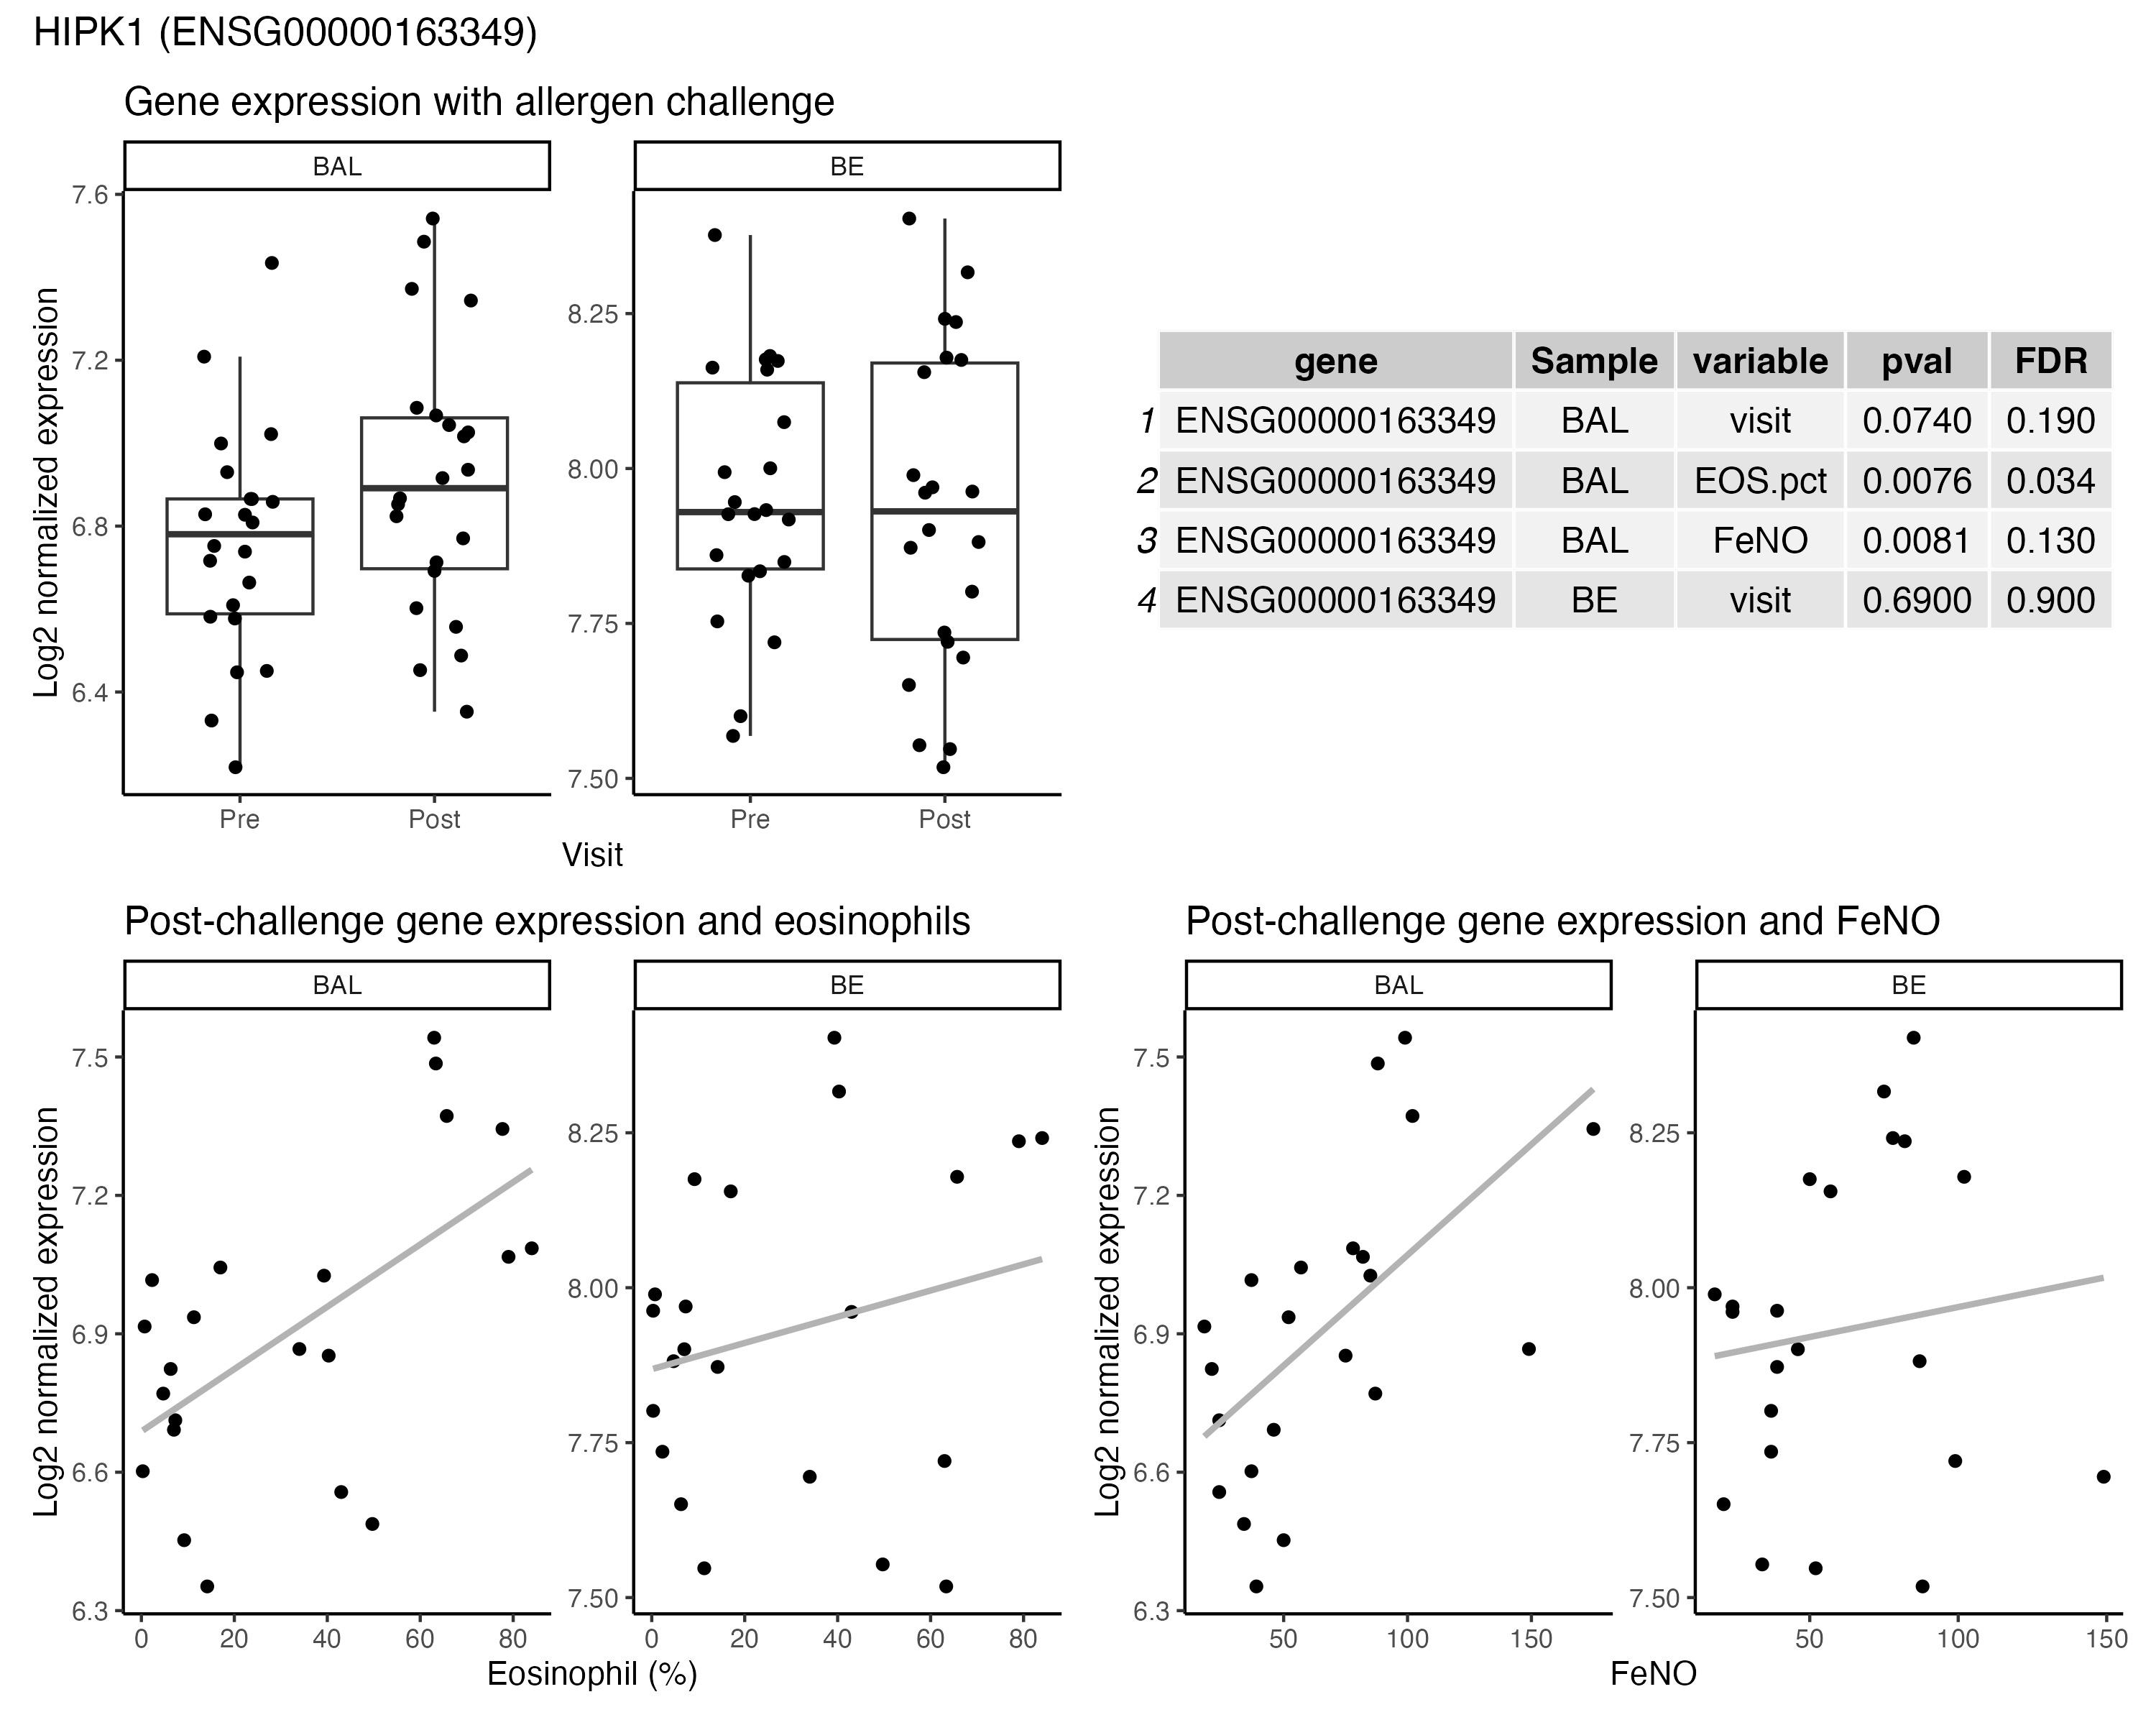 HIPK1 (ENSG00000163349)
Gene expression with allergen challenge
BAL
BE
Log2 normalized expression
7.6
7.2
6.8
6.4
8.25
8.00
7.75
7.50
Pre
Post
Pre
Post
Visit
gene Sample variable pval FDR
1 ENSG00000163349 BAL visit 0.0740 0.190
2 ENSG00000163349 BAL EOS.pct 0.0076 0.034
3 ENSG00000163349 BAL FeNO 0.0081 0.130
4 ENSG00000163349 BE visit 0.6900 0.900
Post-challenge gene expression and eosinophils
BAL
BE
Log2 normalized expression
7.5
7.2
6.9
6.6
6.3
8.25
8.00
7.75
7.50
0 20 40 60 80
0 20 40 60 80
Eosinophil (%)
Post-challenge gene expression and FeNO
BAL
BE
Log2 normalized expression
7.5
7.2
6.9
6.6
6.3
8.25
8.00
7.75
7.50
50 100 150
50 100 150
FeNO